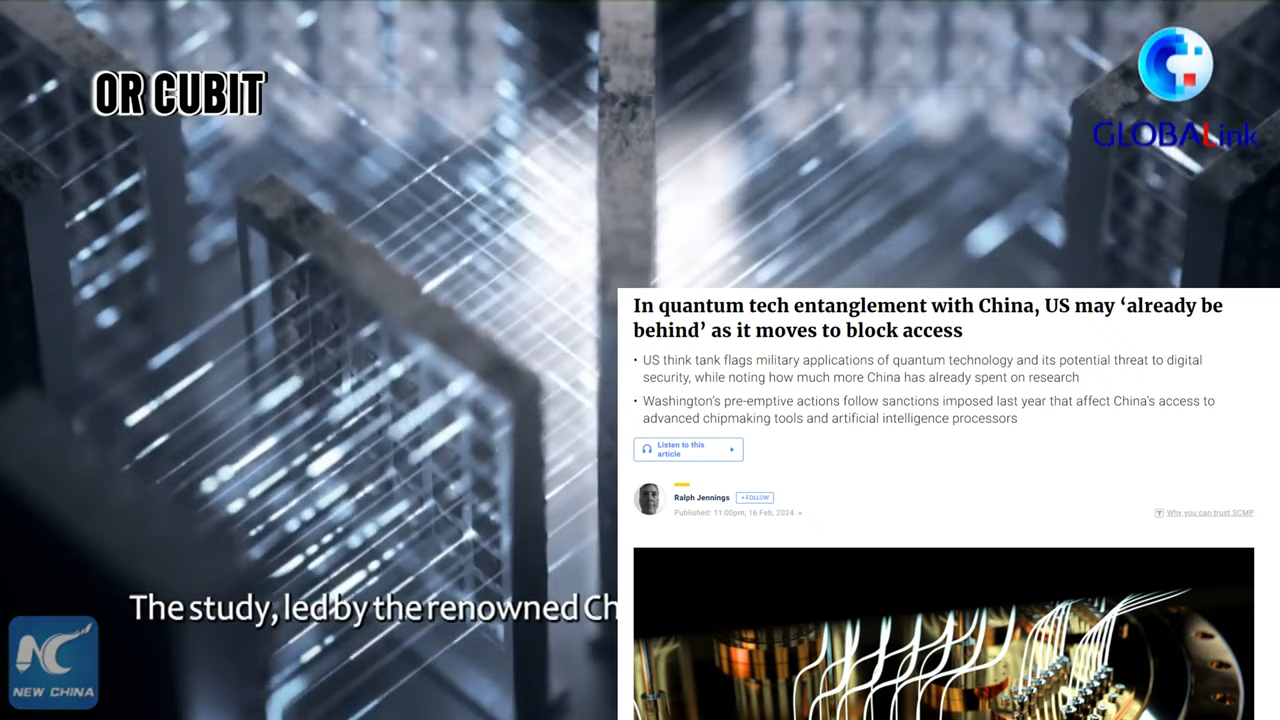 OR CUBIT
GLOBALink
In quantum tech entanglement with China, US may ‘already be
behind’ as it moves to block access
• US think tank flags military applications of quantum technology and its potential threat to digital
security, while noting how much more China has already spent on research
• Washington’s pre-emptive actions follow sanctions imposed last year that affect China’s access to
advanced chipmaking tools and artificial intelligence processors
Listen to this
article
Ralph Jennings + FOLLOW
Published: 11:00pm, 16 Feb, 2024
Why you can trust SCMP
The study, led by the renowned Ch
NC
NEW CHINA